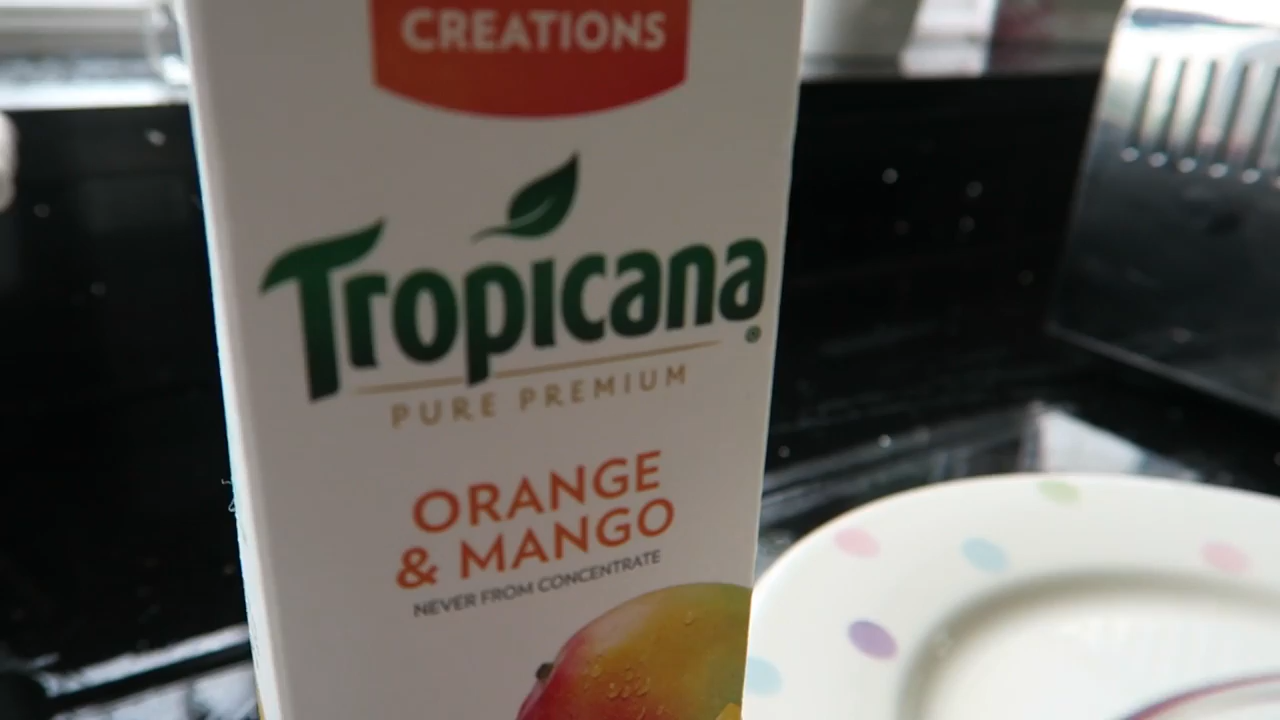 CREATIONS
Tropicana
PURE PREMIUM
ORANGE
& MANGO
NEVER FROM CONCENTRATE